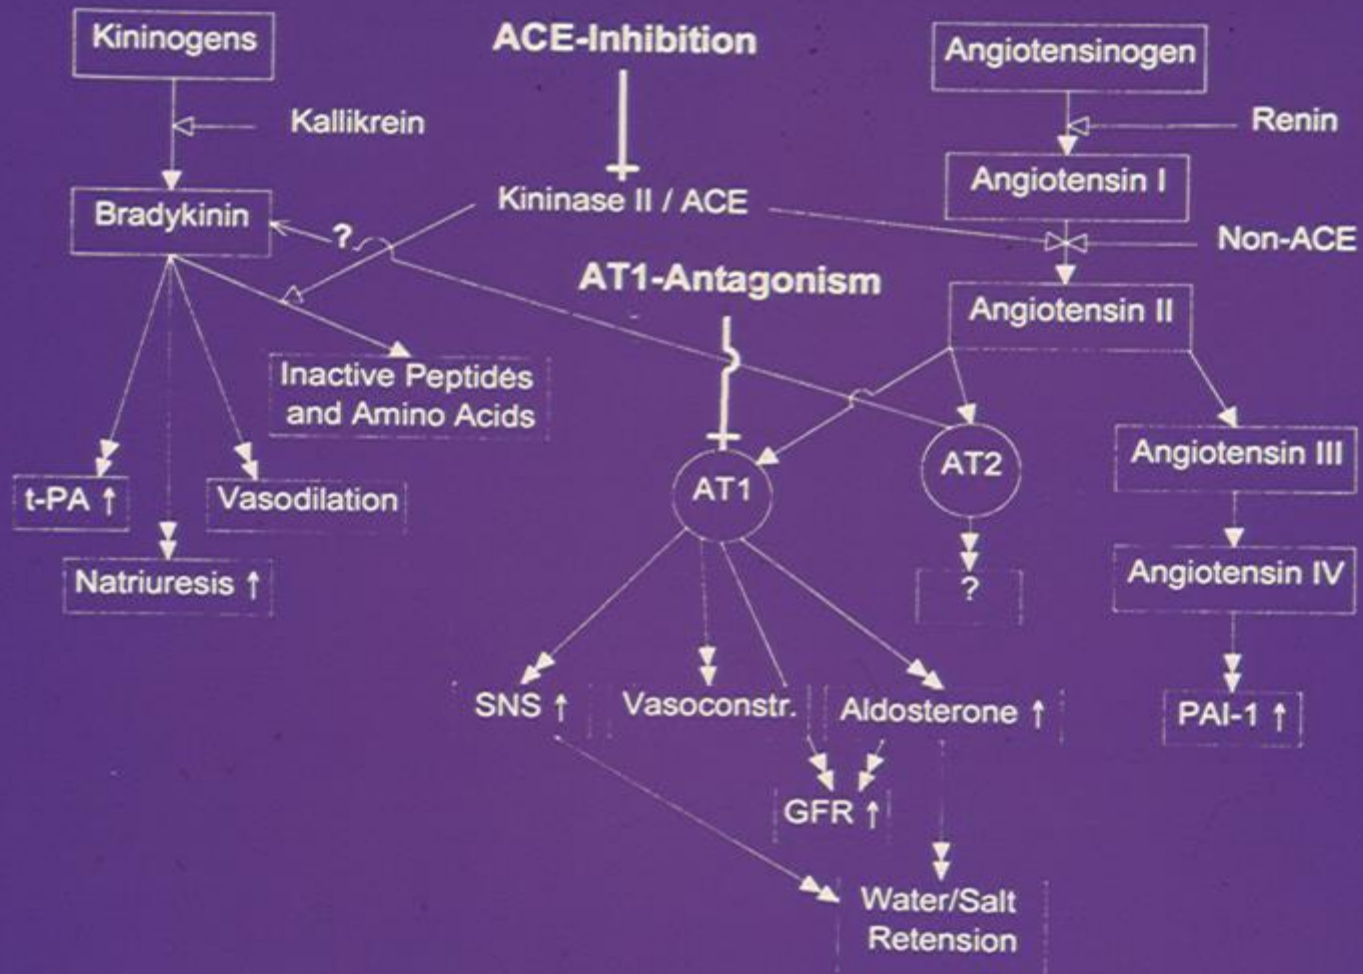 Kininogens
ACE-Inhibition
Angiotensinogen
Kallikrein
Renin
Bradykinin
Kininase II / ACE
Angiotensin I
?
Non-ACE
AT1-Antagonism
Angiotensin II
Inactive Peptides
and Amino Acids
AT1
AT2
Angiotensin III
t-PA ↑
Vasodilation
Natriuresis ↑
?
Angiotensin IV
SNS ↑
Vasoconstr.
Aldosterone ↑
PAI-1 ↑
GFR ↑
Water/Salt
Retension